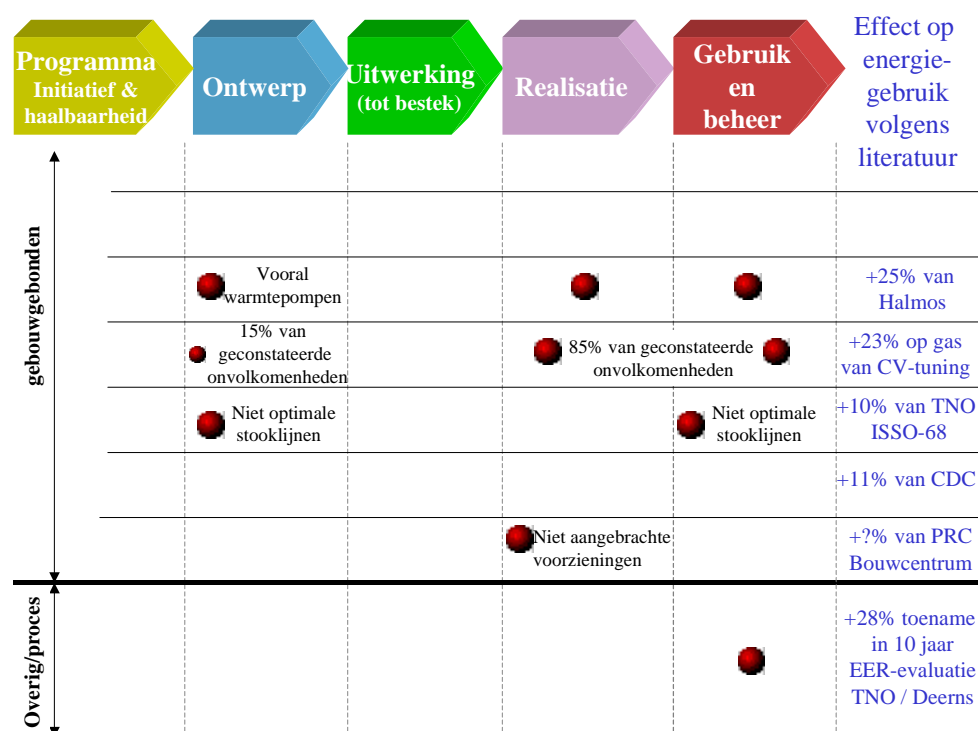 Programma
Initiatief &
haalbaarheid
Ontwerp
Uitwerking
(tot bestek)
Realisatie
Gebruik
en
beheer
Effect op
energie-
gebruik
volgens
literatuur
gebouwgebonden
Vooral
warmtepompen
+25% van
Halmos
15% van
geconstateerde
onvolkomenheden
85% van geconstateerde
onvolkomenheden
+23% op gas
van CV-tuning
Niet optimale
stooklijnen
Niet optimale
stooklijnen
+10% van TNO
ISSO-68
+11% van CDC
Niet aangebrachte
voorzieningen
+?% van PRC
Bouwcentrum
Overig/proces
+28% toename
in 10 jaar
EER-evaluatie
TNO / Deerns